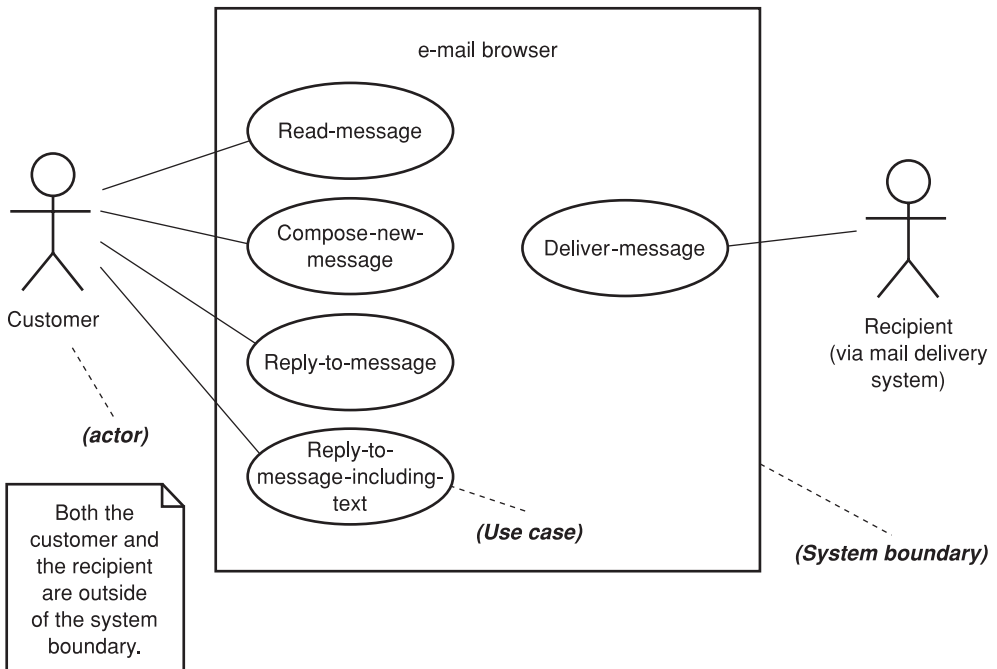 e-mail browser
Read-message
Compose-new-
message
Deliver-message
Customer
Recipient
(via mail delivery
system)
Reply-to-message
(actor)
Reply-to-
message-including-
text
(Use case)
(System boundary)
Both the
customer and
the recipient
are outside
of the system
boundary.